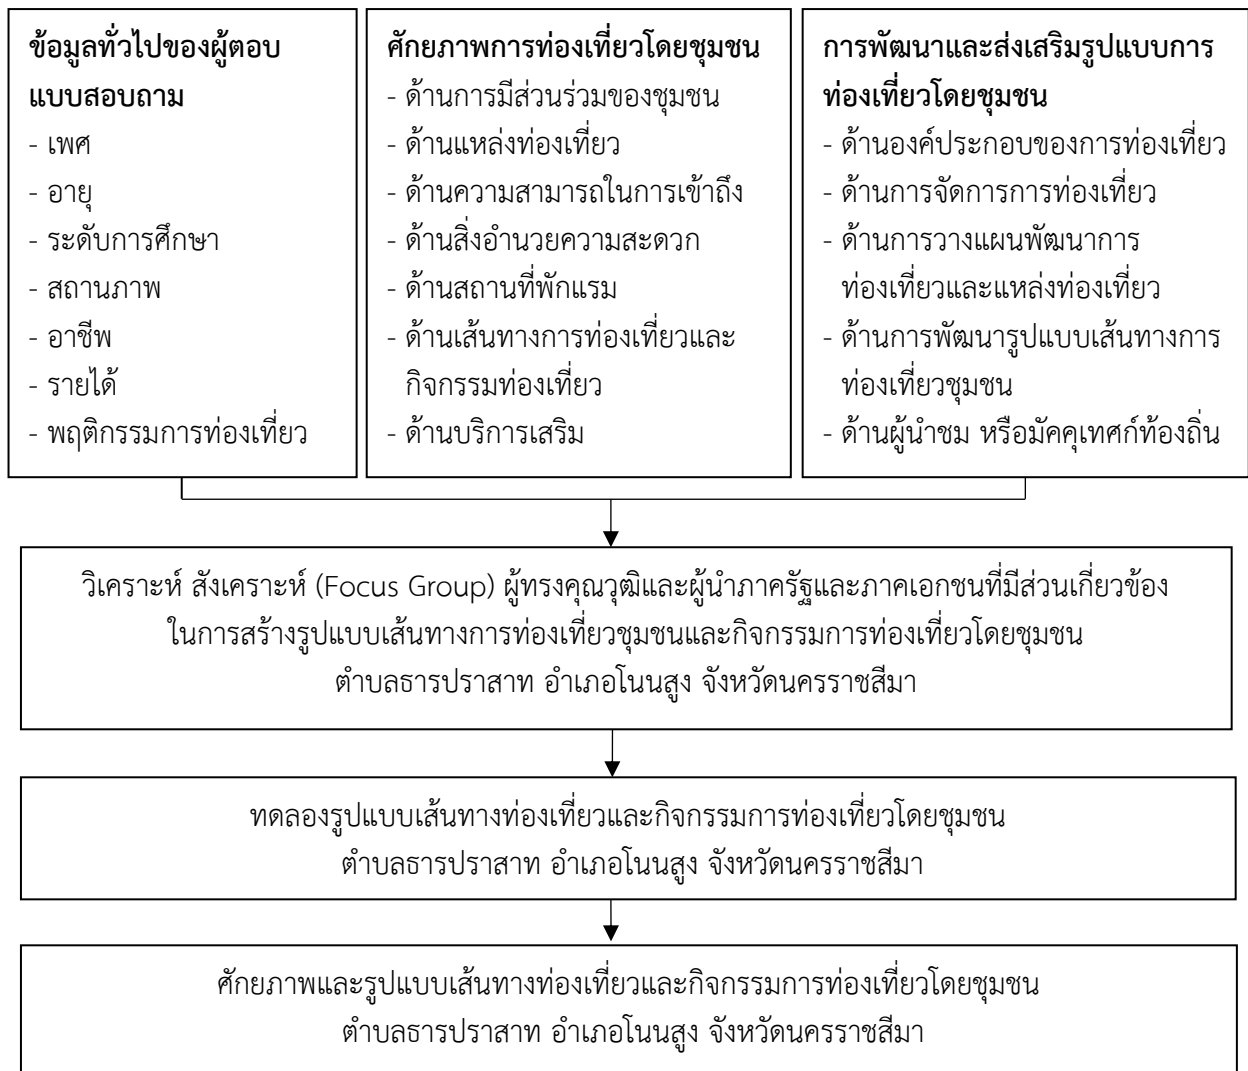 ข้อมูลทั่วไปของผู้ตอบ
แบบสอบถาม
- เพศ
- อายุ
- ระดับการศึกษา
- สถานภาพ
- อาชีพ
- รายได้
- พฤติกรรมการท่องเที่ยว
ศักยภาพการท่องเที่ยวโดยชุมชน
- ด้านการมีส่วนร่วมของชุมชน
- ด้านแหล่งท่องเที่ยว
- ด้านความสามารถในการเข้าถึง
- ด้านสิ่งอำนวยความสะดวก
- ด้านสถานที่พักแรม
- ด้านเส้นทางการท่องเที่ยวและ
กิจกรรมท่องเที่ยว
- ด้านบริการเสริม
การพัฒนาและส่งเสริมรูปแบบการ
ท่องเที่ยวโดยชุมชน
- ด้านองค์ประกอบของการท่องเที่ยว
- ด้านการจัดการการท่องเที่ยว
- ด้านการวางแผนพัฒนาการ
ท่องเที่ยวและแหล่งท่องเที่ยว
- ด้านการพัฒนารูปแบบเส้นทางการ
ท่องเที่ยวชุมชน
- ด้านผู้นำชม หรือมัคคุเทศก์ท้องถิ่น
วิเคราะห์ สังเคราะห์ (Focus Group) ผู้ทรงคุณวุฒิและผู้นำภาครัฐและภาคเอกชนที่มีส่วนเกี่ยวข้อง
ในการสร้างรูปแบบเส้นทางการท่องเที่ยวชุมชนและกิจกรรมการท่องเที่ยวโดยชุมชน
ตำบลธารปราสาท อำเภอโนนสูง จังหวัดนครราชสีมา
ทดลองรูปแบบเส้นทางท่องเที่ยวและกิจกรรมการท่องเที่ยวโดยชุมชน
ตำบลธารปราสาท อำเภอโนนสูง จังหวัดนครราชสีมา
ศักยภาพและรูปแบบเส้นทางท่องเที่ยวและกิจกรรมการท่องเที่ยวโดยชุมชน
ตำบลธารปราสาท อำเภอโนนสูง จังหวัดนครราชสีมา